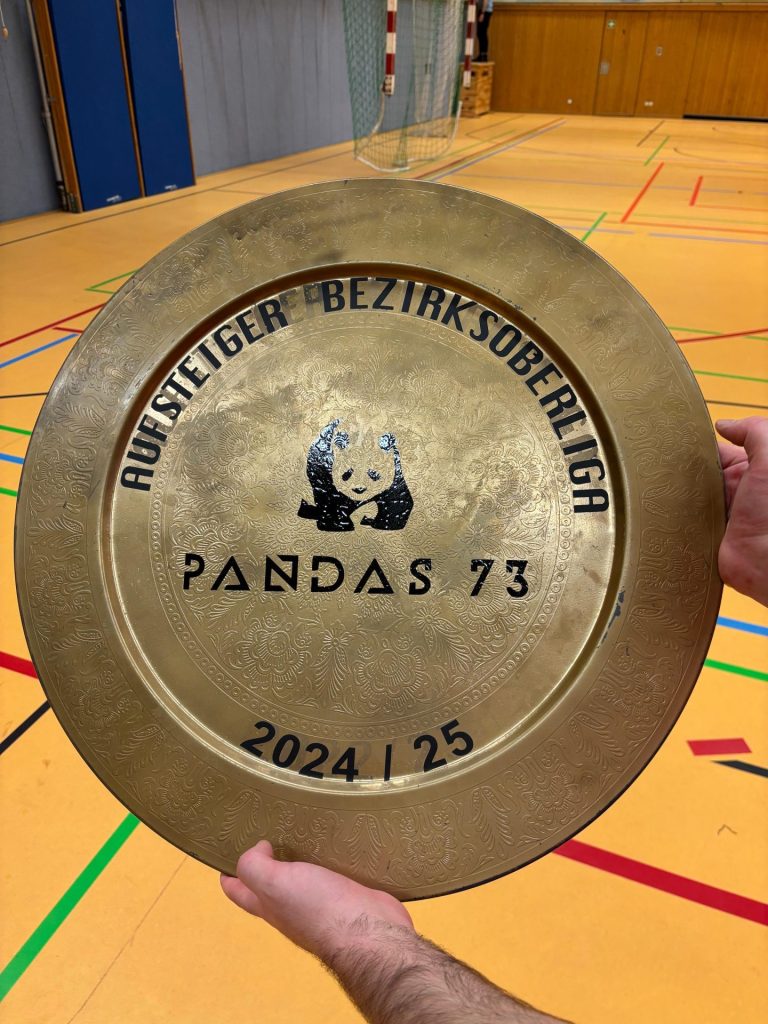 AUFSTEIGER BEZIRKSOBERLIGA
PANDAS 73
2024 / 25